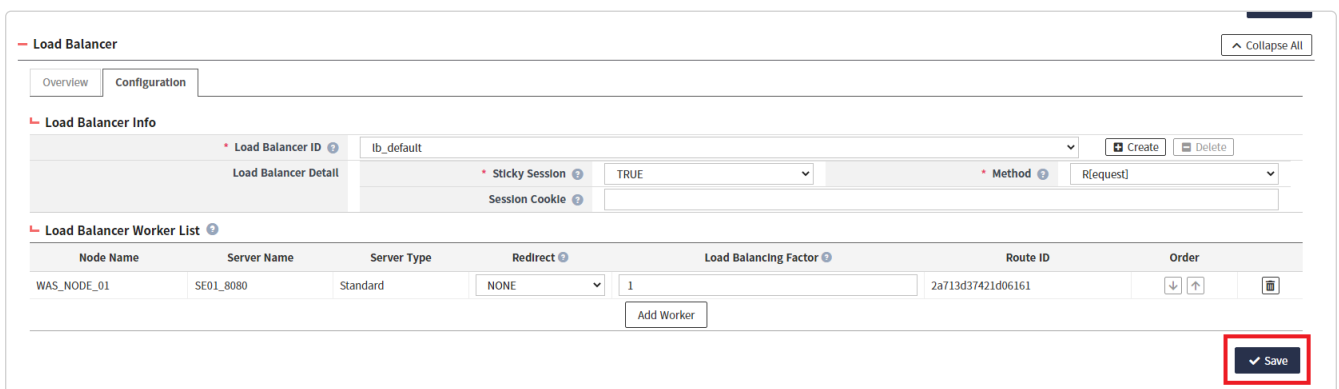 Load Balancer
Collapse All
Overview Configuration
Load Balancer Info
* Load Balancer ID ? lb_default Create Delete
Load Balancer Detail * Sticky Session ? TRUE * Method ? R[equest]
Session Cookie ?
Load Balancer Worker List ?
Node Name Server Name Server Type Redirect ? Load Balancing Factor ? Route ID Order
WAS_NODE_01 SE01_8080 Standard NONE 1 2a713d37421d06161
Add Worker
Save